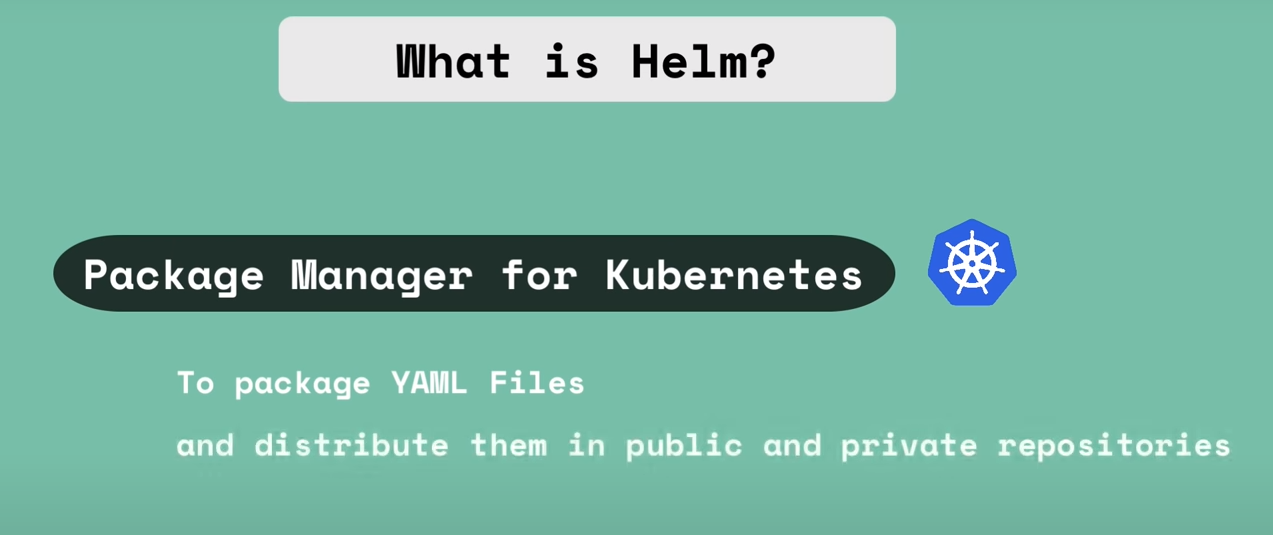 What is Helm?
Package Manager for Kubernetes
To package YAML Files
and distribute them in public and private repositories